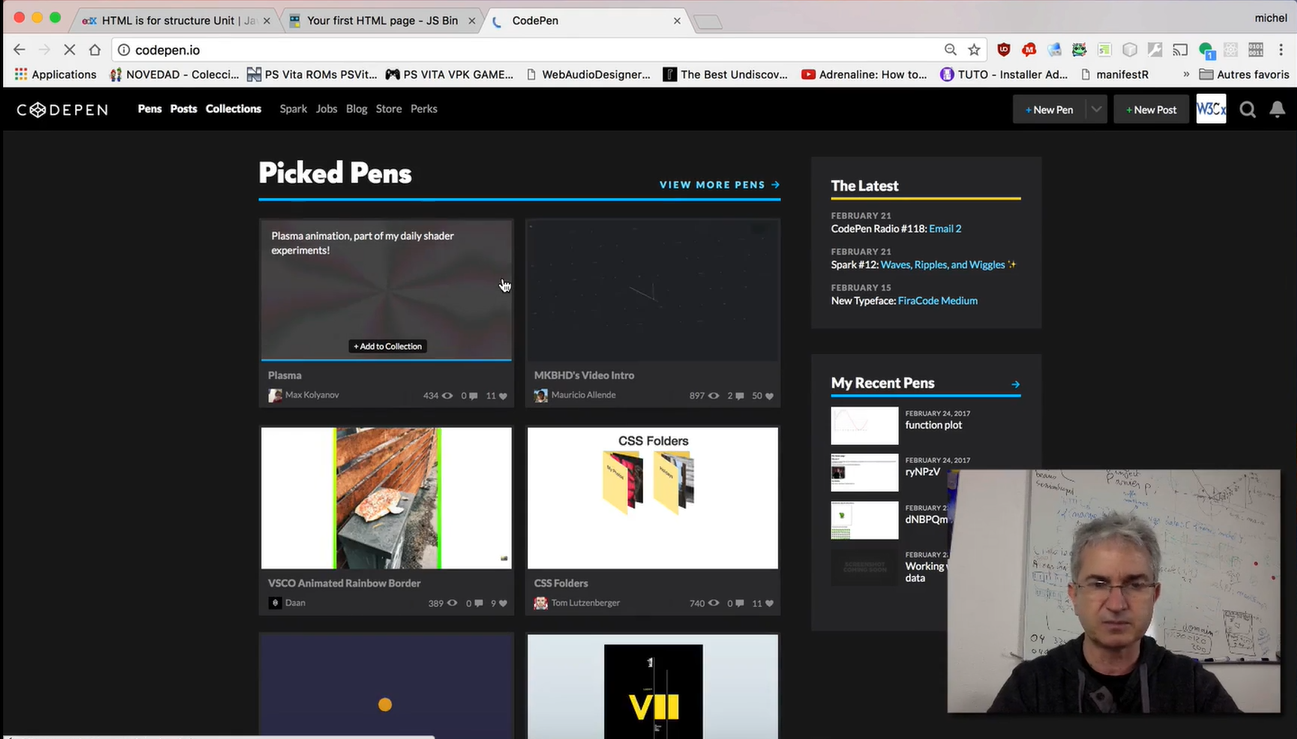 HTML is for structure Unit | Ja
Your first HTML page - JS Bin
CodePen
michel
codepen.io
Applications
NOVEDAD - Colecci...
PS Vita ROMs PSVit...
PS VITA VPK GAME...
WebAudioDesigner...
The Best Undiscov...
Adrenaline: How to...
TUTO - Installer Ad...
manifestR
»
Autres favoris
CODEPEN
Pens
Posts
Collections
Spark
Jobs
Blog
Store
Perks
+ New Pen
+ New Post
W3Cx
Picked Pens
VIEW MORE PENS →
Plasma animation, part of my daily shader
experiments!
+ Add to Collection
Plasma
Max Kolyanov
434
0
11
MKBHD's Video Intro
Mauricio Allende
897
2
50
CSS Folders
My Photos
VSCO Animated Rainbow Border
Daan
389
0
9
CSS Folders
Tom Lutzenberger
740
0
11
1
VII
The Latest
FEBRUARY 21
CodePen Radio #118: Email 2
FEBRUARY 21
Spark #12: Waves, Ripples, and Wiggles ✨
FEBRUARY 15
New Typeface: FiraCode Medium
My Recent Pens →
FEBRUARY 24, 2017
function plot
FEBRUARY 24, 2017
ryNPzV
FEBRUARY 2
dNBPQm
FEBRUARY 2
Working
data
SCREENSHOT
COMING SOON